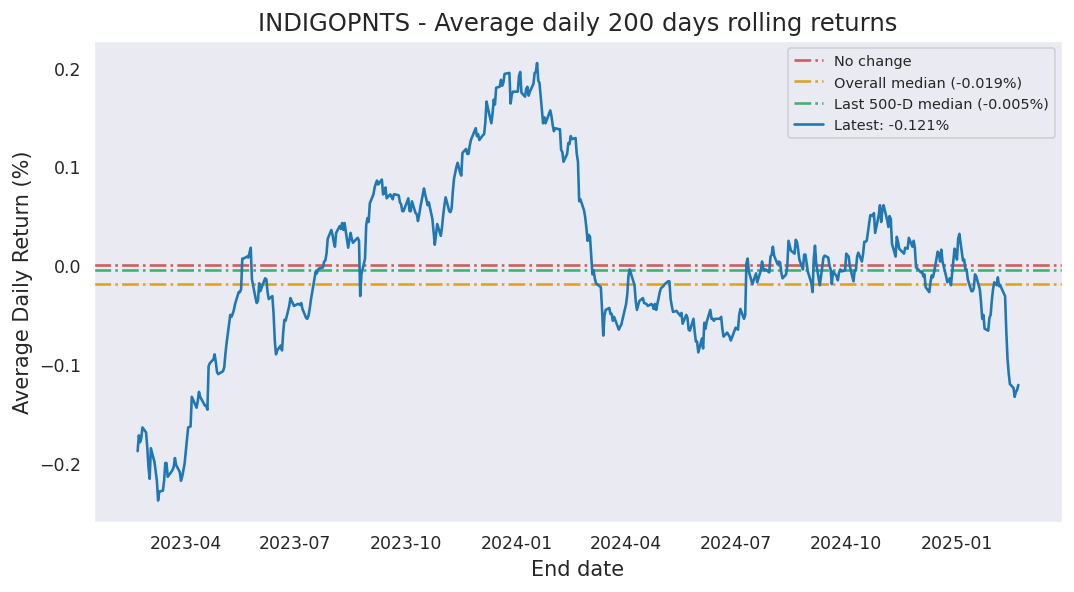 INDIGOPNTS - Average daily 200 days rolling returns
No change
Overall median (-0.019%)
Last 500-D median (-0.005%)
Latest: -0.121%
Average Daily Return (%)
0.2
0.1
0.0
−0.1
−0.2
2023-04 2023-07 2023-10 2024-01 2024-04 2024-07 2024-10 2025-01
End date